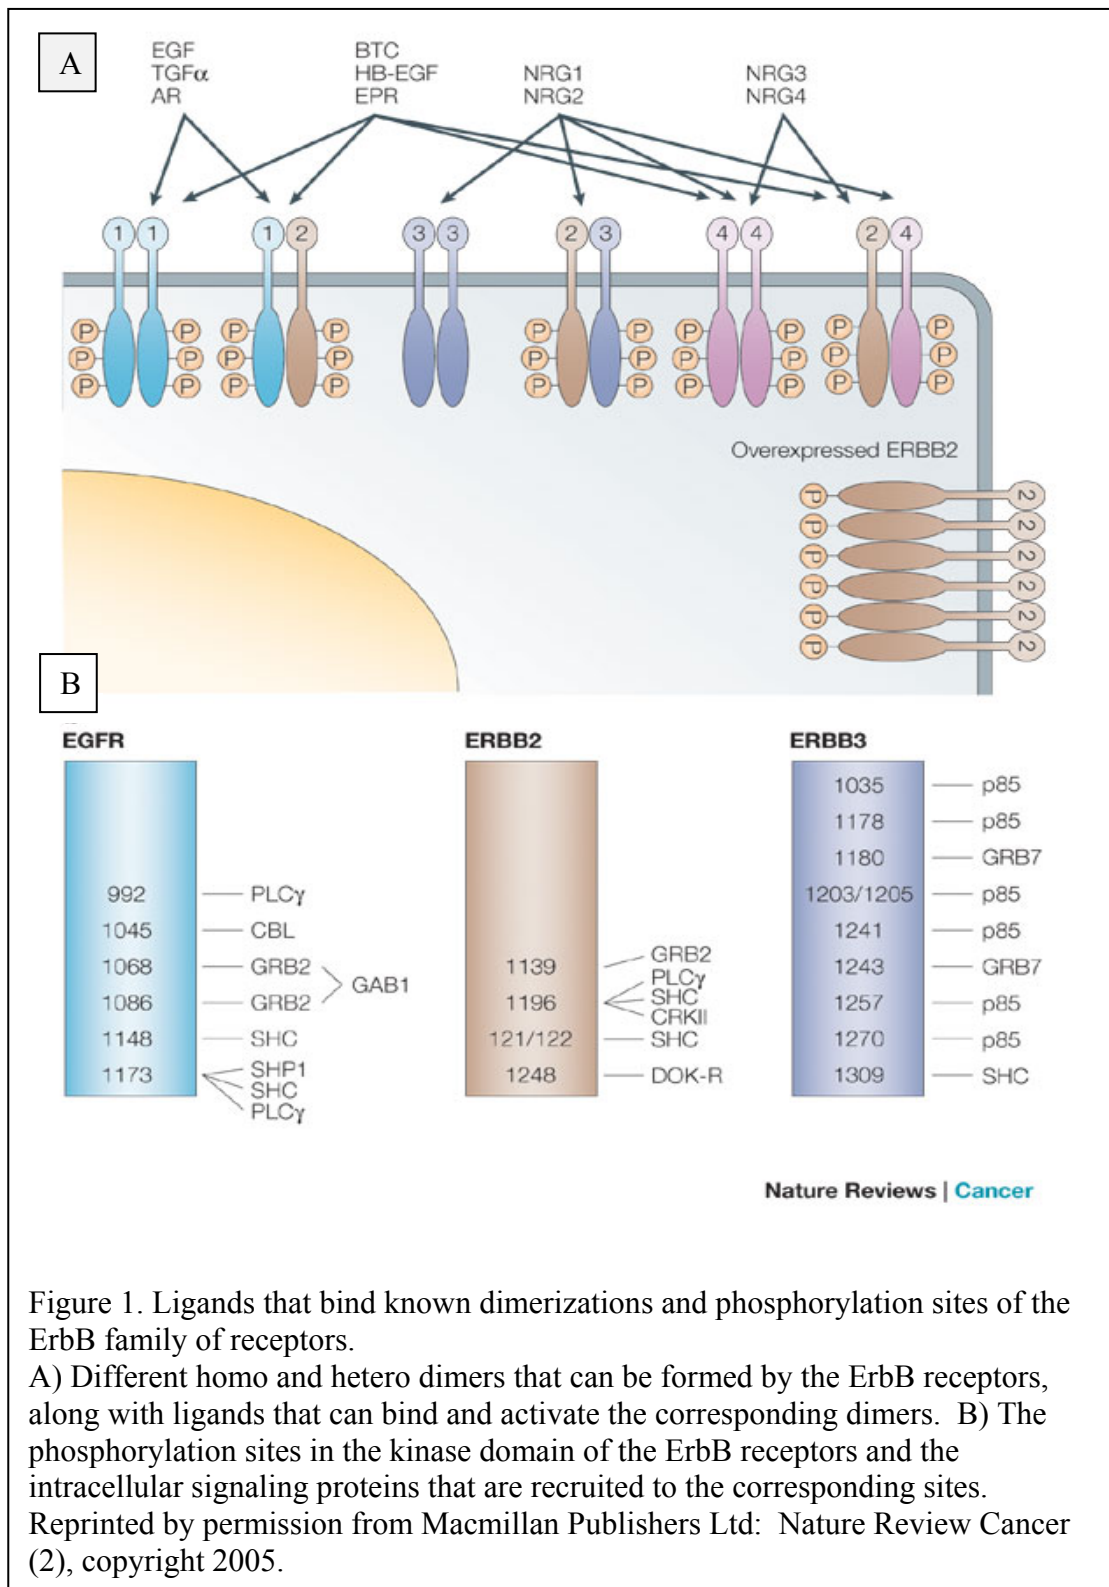 A
EGF
TGFα
AR
BTC
HB-EGF
EPR
NRG1
NRG2
NRG3
NRG4
1 1 1 2 3 3 2 3 4 4 2 4
P P P P P P P P P P
P P P P P P P P P P
P P P P P P P P P P
Overexpressed ERBB2
P 2
P 2
P 2
P 2
P 2
P 2
B
EGFR
992 PLCγ
1045 CBL
1068 GRB2
GAB1
1086 GRB2
1148 SHC
1173 SHP1
SHC
PLCγ
ERBB2
1139 GRB2
1196 PLCγ
SHC
CRKII
121/122 SHC
1248 DOK-R
ERBB3
1035 p85
1178 p85
1180 GRB7
1203/1205 p85
1241 p85
1243 GRB7
1257 p85
1270 p85
1309 SHC
Nature Reviews | Cancer
Figure 1. Ligands that bind known dimerizations and phosphorylation sites of the
ErbB family of receptors.
A) Different homo and hetero dimers that can be formed by the ErbB receptors,
along with ligands that can bind and activate the corresponding dimers. B) The
phosphorylation sites in the kinase domain of the ErbB receptors and the
intracellular signaling proteins that are recruited to the corresponding sites.
Reprinted by permission from Macmillan Publishers Ltd: Nature Review Cancer
(2), copyright 2005.